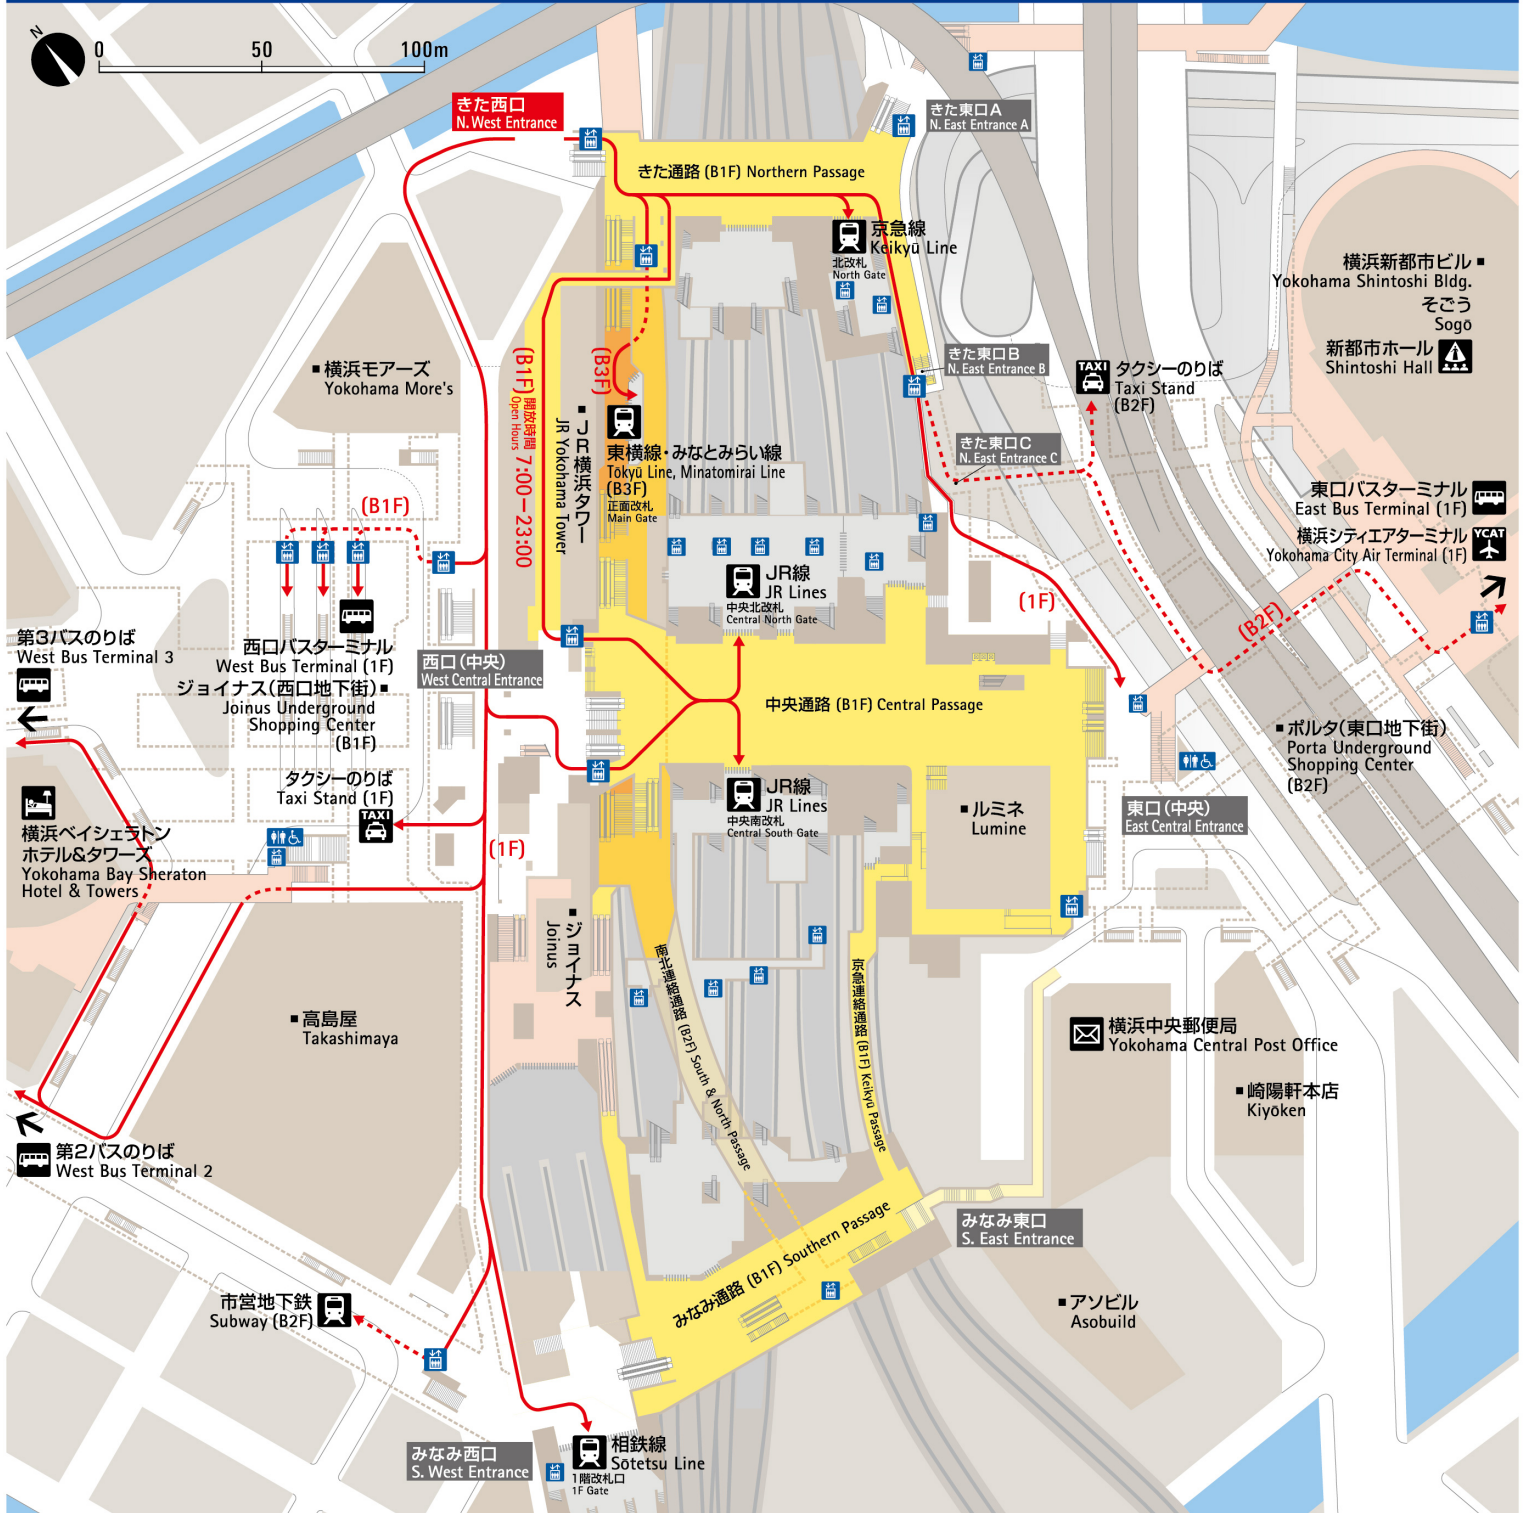 N
0 50 100m
きた西口
N. West Entrance
きた東口A
N. East Entrance A
きた通路 (B1F) Northern Passage
京急線
Keikyū Line
北改札
North Gate
横浜新都市ビル
Yokohama Shintoshi Bldg.
そごう
Sogō
新都市ホール
Shintoshi Hall
きた東口B
N. East Entrance B
TAXI
タクシーのりば
Taxi Stand
(B2F)
横浜モアーズ
Yokohama More's
(B1F) 開放時間 7:00–23:00
Open Hours
(B3F)
JR横浜タワー
JR Yokohama Tower
東横線・みなとみらい線
Tōkyū Line, Minatomirai Line
(B3F)
正面改札
Main Gate
きた東口C
N. East Entrance C
東口バスターミナル
East Bus Terminal (1F)
横浜シティエアターミナル
Yokohama City Air Terminal (1F)
YCAT
(B1F)
JR線
JR Lines
中央北改札
Central North Gate
(1F)
(B2F)
第3バスのりば
West Bus Terminal 3
西口バスターミナル
West Bus Terminal (1F)
ジョイナス(西口地下街)
Joinus Underground
Shopping Center
(B1F)
西口(中央)
West Central Entrance
中央通路 (B1F) Central Passage
ポルタ(東口地下街)
Porta Underground
Shopping Center
(B2F)
タクシーのりば
Taxi Stand (1F)
TAXI
JR線
JR Lines
中央南改札
Central South Gate
ルミネ
Lumine
東口(中央)
East Central Entrance
横浜ベイシェラトン
ホテル&タワーズ
Yokohama Bay Sheraton
Hotel & Towers
(1F)
ジョイナス
Joinus
南北連絡通路 (B2F) South & North Passage
京急連絡通路 (B1F) Keikyū Passage
高島屋
Takashimaya
横浜中央郵便局
Yokohama Central Post Office
崎陽軒本店
Kiyōken
第2バスのりば
West Bus Terminal 2
みなみ通路 (B1F) Southern Passage
みなみ東口
S. East Entrance
市営地下鉄
Subway (B2F)
アソビル
Asobuild
みなみ西口
S. West Entrance
相鉄線
Sōtetsu Line
1階改札口
1F Gate